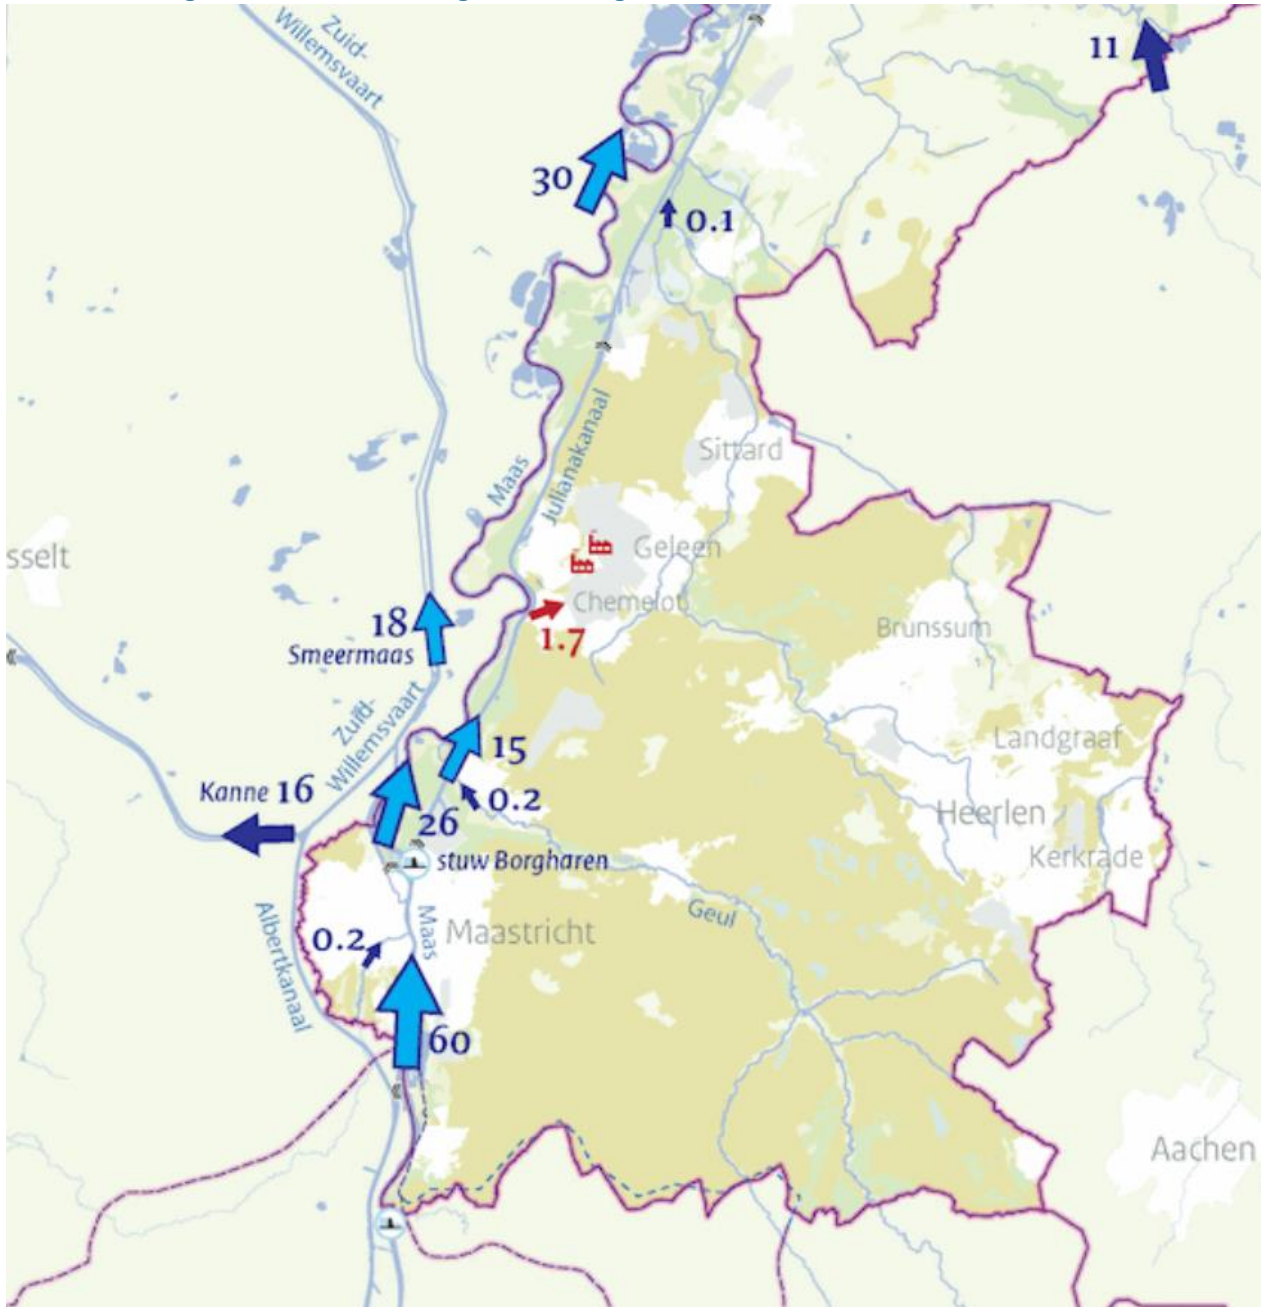 Zuid-
Willemsvaart
11
30
0.1
Sittard
Maas
Julianakanaal
sselt
Geleen
Chemelot
1.7
18
Smeermaas
Brunssum
Zuid-
Willemsvaart
15
Landgraaf
Kanne 16
0.2
26
Heerlen
stuw Borgharen
Kerkrade
Geul
Albertkanaal
Maas
Maastricht
0.2
60
Aachen